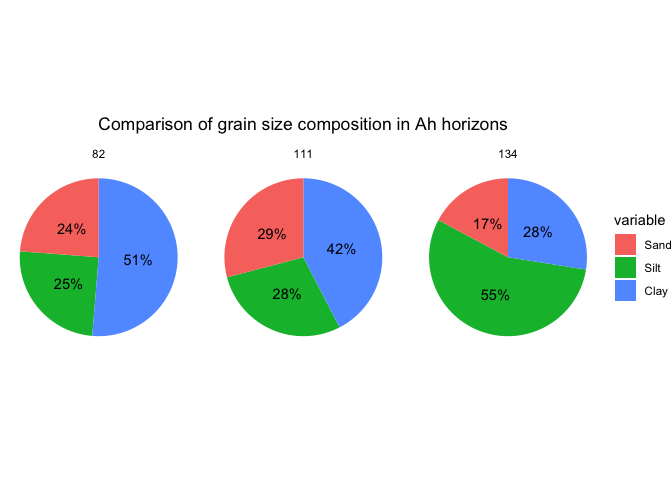 Comparison of grain size composition in Ah horizons
82
111
134
24%
51%
25%
29%
42%
28%
17%
28%
55%
variable
Sand
Silt
Clay